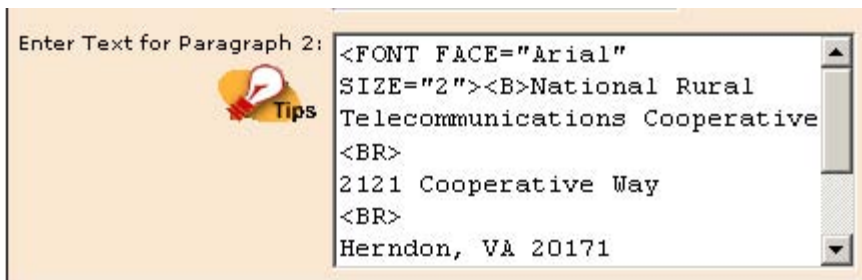 Enter Text for Paragraph 2:
Tips
<FONT FACE="Arial"
SIZE="2"><B>National Rural
Telecommunications Cooperative
<BR>
2121 Cooperative Way
<BR>
Herndon, VA 20171